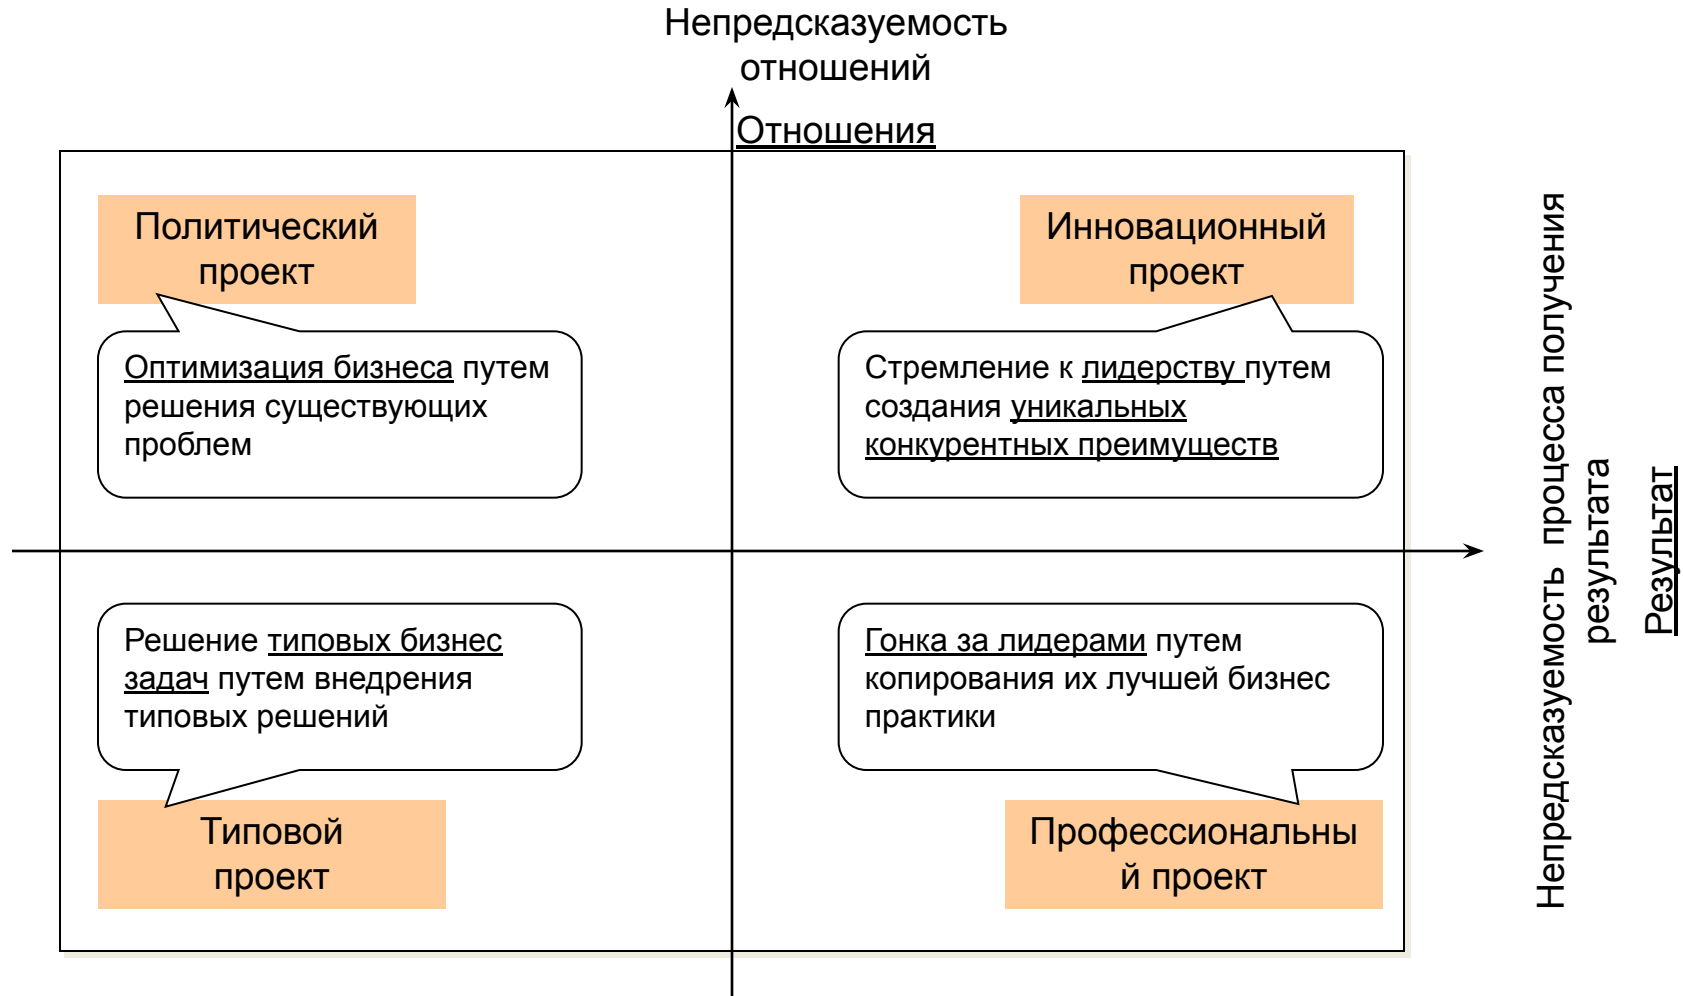 Непредсказуемость
отношений
Отношения
Политический
проект
Инновационный
проект
Оптимизация бизнеса путем
решения существующих
проблем
Стремление к лидерству путем
создания уникальных
конкурентных преимуществ
Решение типовых бизнес
задач путем внедрения
типовых решений
Гонка за лидерами путем
копирования их лучшей бизнес
практики
Типовой
проект
Профессиональны
й проект
Непредсказуемость процесса получения
результата
Результат